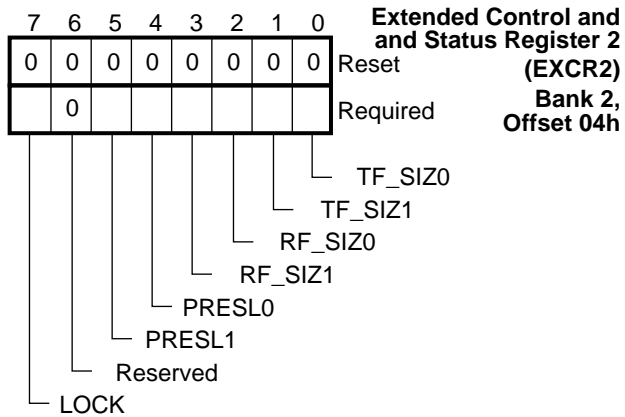 7 6 5 4 3 2 1 0
Extended Control and
and Status Register 2
(EXCR2)
Bank 2,
Offset 04h
0 0 0 0 0 0 0 0 Reset
0 Required
TF_SIZ0
TF_SIZ1
RF_SIZ0
RF_SIZ1
PRESL0
PRESL1
Reserved
LOCK